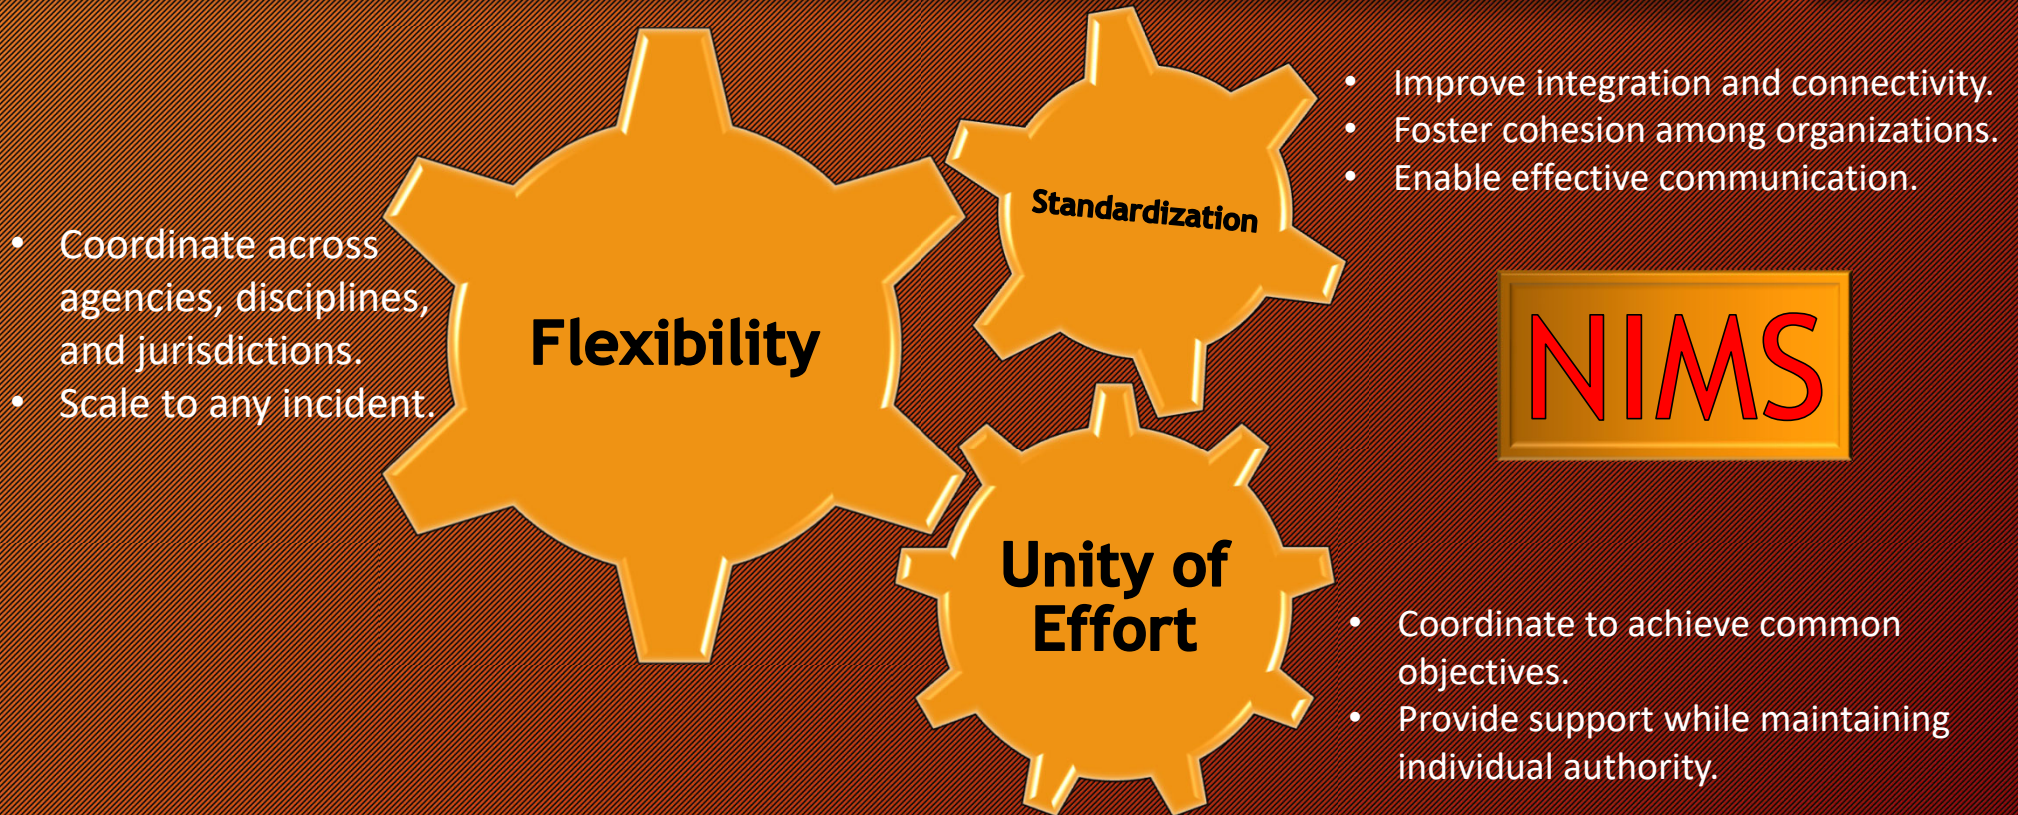 • Coordinate across
agencies, disciplines,
and jurisdictions.
• Scale to any incident.
Flexibility
Standardization
• Improve integration and connectivity.
• Foster cohesion among organizations.
• Enable effective communication.
NIMS
Unity of
Effort
• Coordinate to achieve common
objectives.
• Provide support while maintaining
individual authority.